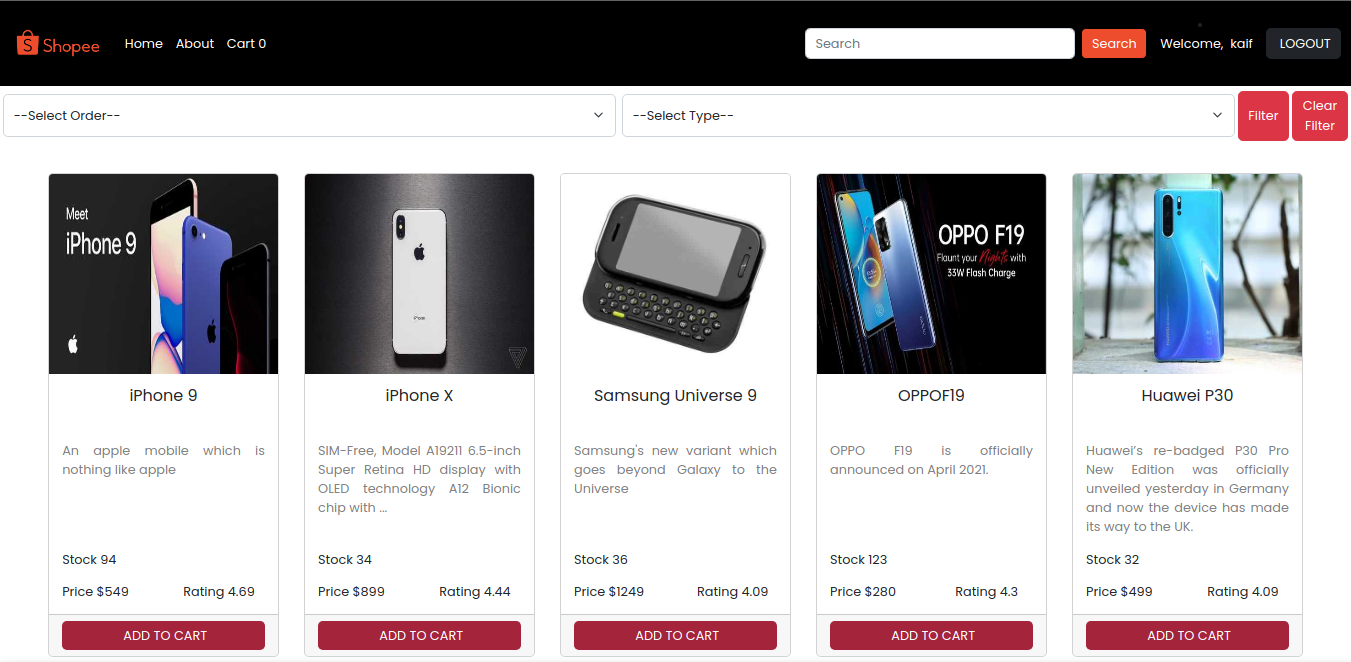 S Shopee Home About Cart 0 Search Search Welcome, kaif LOGOUT
--Select Order-- --Select Type-- Filter Clear
Filter
Meet
iPhone 9
iPhone
OPPO F19
Flaunt your Nights with
33W Flash Charge
iPhone 9
An apple mobile which is
nothing like apple
Stock 94
Price $549 Rating 4.69
ADD TO CART
iPhone X
SIM-Free, Model A19211 6.5-inch
Super Retina HD display with
OLED technology A12 Bionic
chip with ...
Stock 34
Price $899 Rating 4.44
ADD TO CART
Samsung Universe 9
Samsung's new variant which
goes beyond Galaxy to the
Universe
Stock 36
Price $1249 Rating 4.09
ADD TO CART
OPPOF19
OPPO F19 is officially
announced on April 2021.
Stock 123
Price $280 Rating 4.3
ADD TO CART
Huawei P30
Huawei’s re-badged P30 Pro
New Edition was officially
unveiled yesterday in Germany
and now the device has made
its way to the UK.
Stock 32
Price $499 Rating 4.09
ADD TO CART